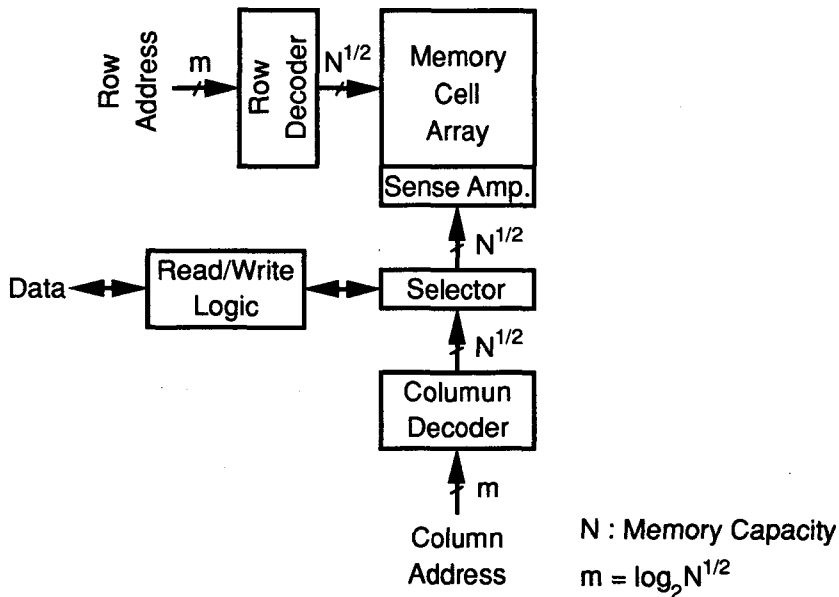 Row
Address
m
Row
Decoder
N^{1/2}
Memory
Cell
Array
Sense Amp.
N^{1/2}
Data
Read/Write
Logic
Selector
N^{1/2}
Columun
Decoder
m
Column
Address
N : Memory Capacity
m = log_2 N^{1/2}